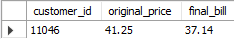 customer_id original_price final_bill
11046 41.25 37.14